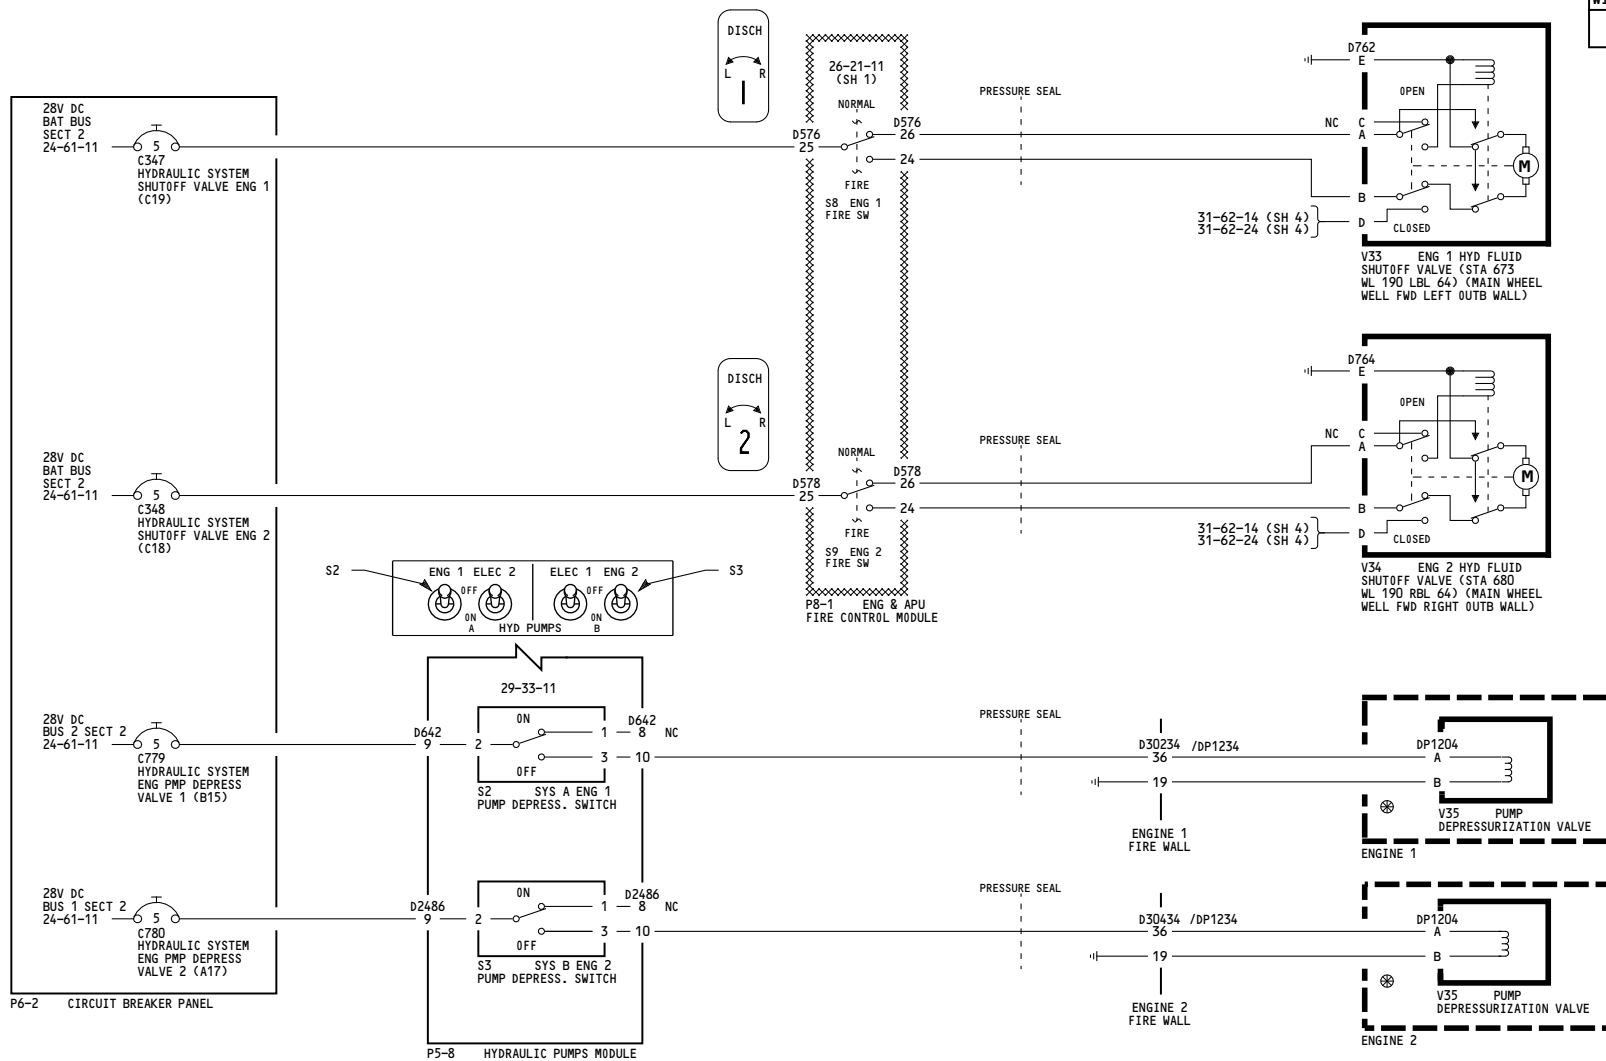 DISCH
L R
1
26-21-11
(SH 1)
NORMAL
D576
25
D576
26
24
FIRE
S8 ENG 1
FIRE SW
PRESSURE SEAL
28V DC
BAT BUS
SECT 2
24-61-11
5
C347
HYDRAULIC SYSTEM
SHUTOFF VALVE ENG 1
(C19)
D762
E
OPEN
NC C
A
M
B
31-62-14 (SH 4)
31-62-24 (SH 4)
D
CLOSED
V33 ENG 1 HYD FLUID
SHUTOFF VALVE (STA 673
WL 190 LBL 64) (MAIN WHEEL
WELL FWD LEFT OUTB WALL)
DISCH
L R
2
28V DC
BAT BUS
SECT 2
24-61-11
5
C348
HYDRAULIC SYSTEM
SHUTOFF VALVE ENG 2
(C18)
NORMAL
D578
25
D578
26
24
FIRE
S9 ENG 2
FIRE SW
P8-1 ENG & APU
FIRE CONTROL MODULE
PRESSURE SEAL
D764
E
OPEN
NC C
A
M
B
31-62-14 (SH 4)
31-62-24 (SH 4)
D
CLOSED
V34 ENG 2 HYD FLUID
SHUTOFF VALVE (STA 680
WL 190 RBL 64) (MAIN WHEEL
WELL FWD RIGHT OUTB WALL)
S2
ENG 1 ELEC 2 ELEC 1 ENG 2
OFF OFF
ON ON
A HYD PUMPS B
S3
29-33-11
28V DC
BUS 2 SECT 2
24-61-11
5
C779
HYDRAULIC SYSTEM
ENG PMP DEPRESS
VALVE 1 (B15)
D642
9
2
ON
1
D642
8 NC
3
10
OFF
S2 SYS A ENG 1
PUMP DEPRESS. SWITCH
PRESSURE SEAL
D30234 /DP1234
36
19
ENGINE 1
FIRE WALL
DP1204
A
B
V35 PUMP
DEPRESSURIZATION VALVE
ENGINE 1
28V DC
BUS 1 SECT 2
24-61-11
5
C780
HYDRAULIC SYSTEM
ENG PMP DEPRESS
VALVE 2 (A17)
D2486
9
2
ON
1
D2486
8 NC
3
10
OFF
S3 SYS B ENG 2
PUMP DEPRESS. SWITCH
PRESSURE SEAL
D30434 /DP1234
36
19
ENGINE 2
FIRE WALL
DP1204
A
B
V35 PUMP
DEPRESSURIZATION VALVE
ENGINE 2
P6-2 CIRCUIT BREAKER PANEL
P5-8 HYDRAULIC PUMPS MODULE